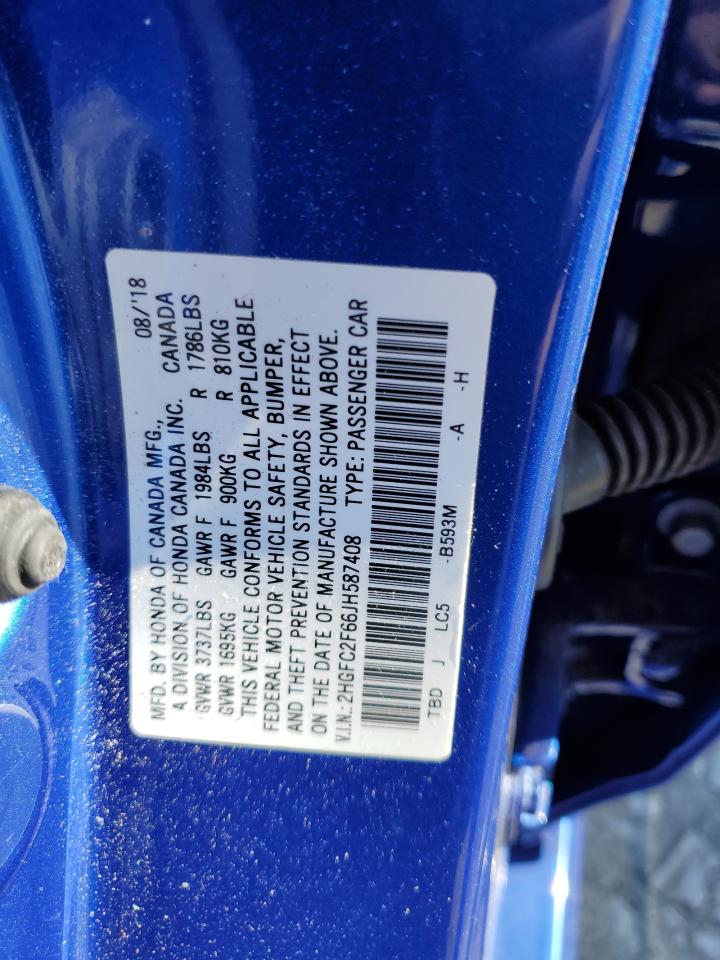 MFD. BY HONDA OF CANADA MFG., 08/'18
A DIVISION OF HONDA CANADA INC. CANADA
GVWR 3737LBS GAWR F 1984LBS R 1786LBS
GVWR 1695KG GAWR F 900KG R 810KG
THIS VEHICLE CONFORMS TO ALL APPLICABLE
FEDERAL MOTOR VEHICLE SAFETY, BUMPER,
AND THEFT PREVENTION STANDARDS IN EFFECT
ON THE DATE OF MANUFACTURE SHOWN ABOVE.
V.I.N.: 2HGFC2F66JH587408 TYPE: PASSENGER CAR
TBD J LC5 -B593M -A -H